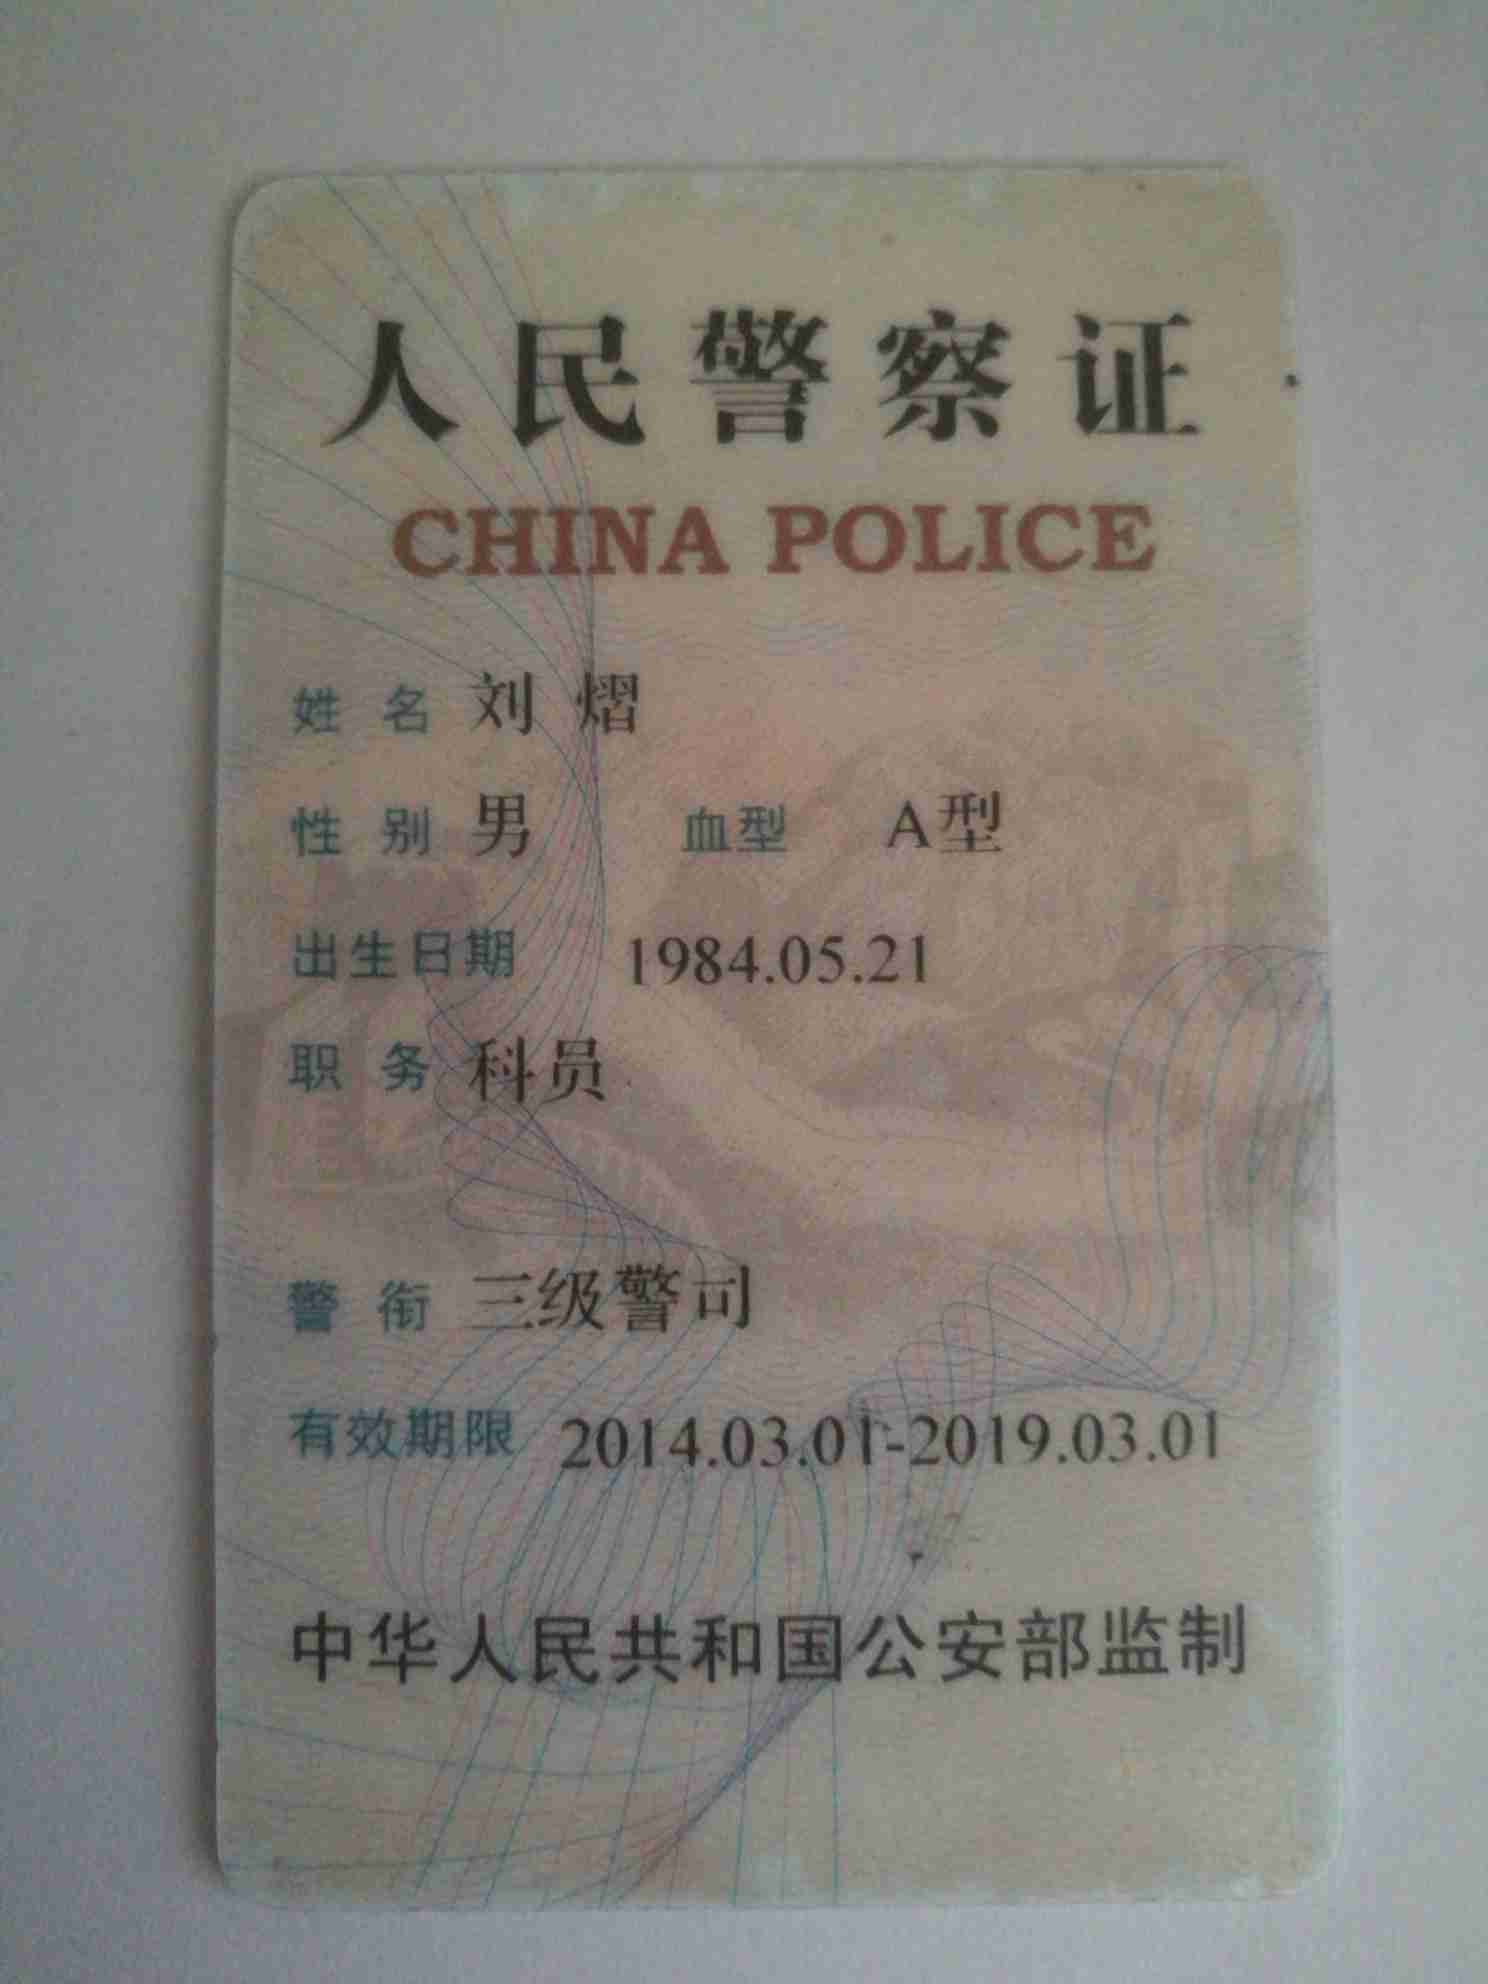 人民警察证
CHINA POLICE
姓名 刘熠
性别 男 血型 A型
出生日期 1984.05.21
职务 科员
警衔 三级警司
有效期限 2014.03.01-2019.03.01
中华人民共和国公安部监制